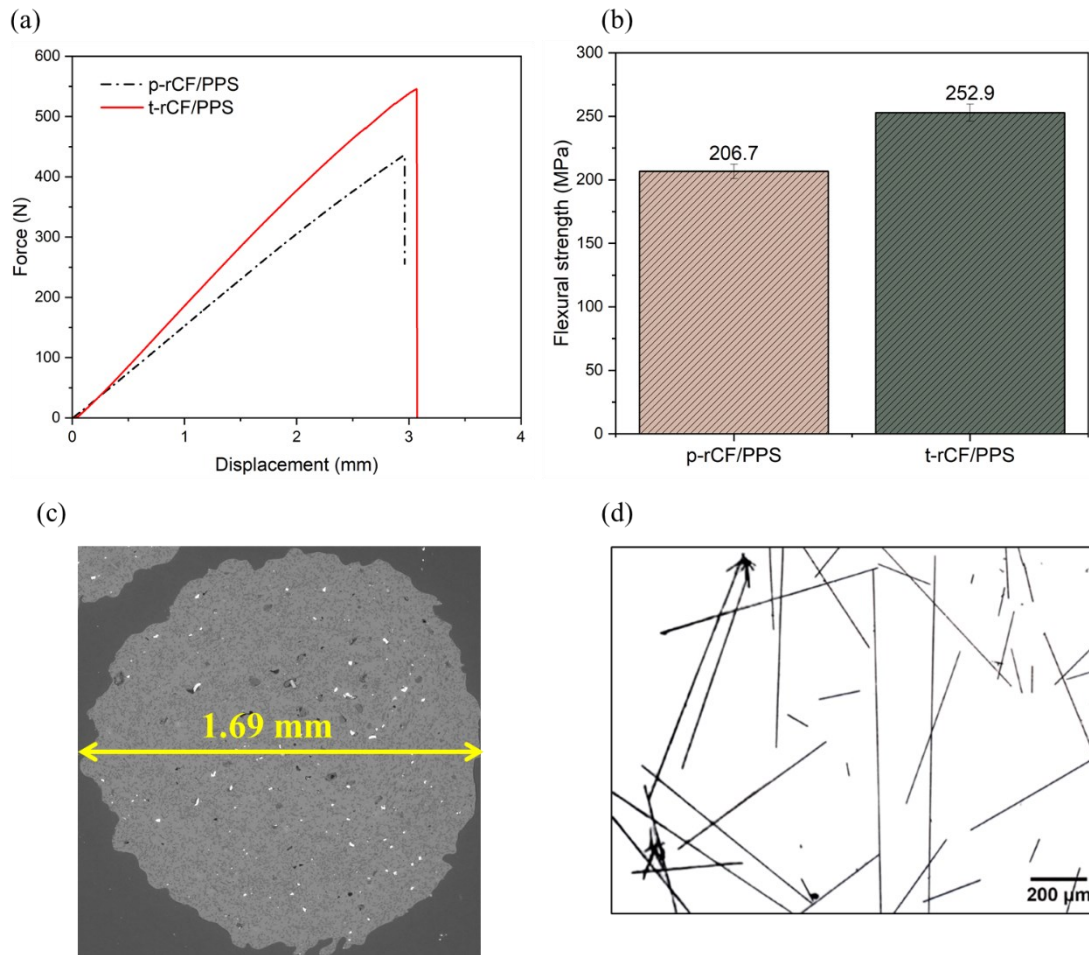 (a)
600
500
400
300
200
100
0
Force (N)
p-rCF/PPS
t-rCF/PPS
0 1 2 3 4
Displacement (mm)
(b)
300
250
200
150
100
50
0
Flexural strength (MPa)
206.7
252.9
p-rCF/PPS t-rCF/PPS
(c)
1.69 mm
(d)
200 µm